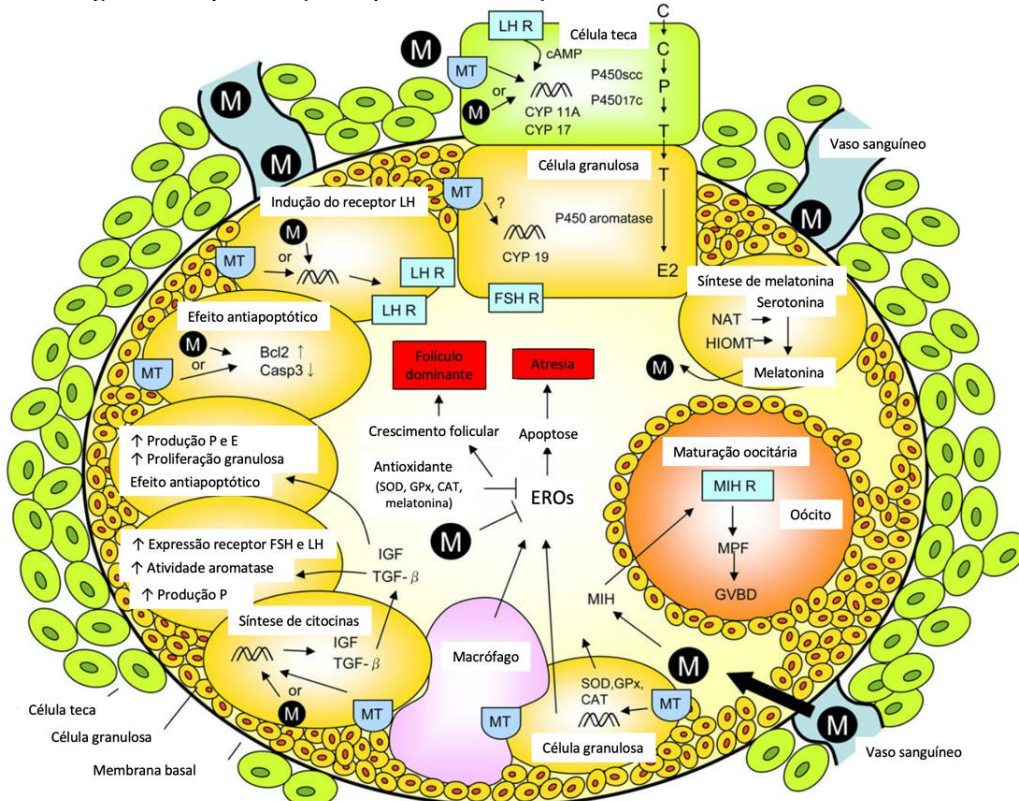 C
LH R
Célula teca
M
cAMP
C
MT
P450scc
or
P
M
P45017c
CYP 11A
CYP 17
T
M
M
Vaso sanguíneo
Célula granulosa
MT
T
?
P450 aromatase
CYP 19
E2
FSH R
M
Indução do receptor LH
M
MT
or
LH R
LH R
Síntese de melatonina
Serotonina
NAT
HIOMT
Melatonina
M
Efeito antiapoptótico
M
or
MT
Bcl2 ↑
Casp3 ↓
Folículo
dominante
Atresia
Crescimento folicular
Apoptose
Antioxidante
(SOD, GPx, CAT,
melatonina)
EROs
M
↑ Produção P e E
↑ Proliferação granulosa
Efeito antiapoptótico
Maturação oocitária
MIH R
Oócito
MPF
GVBD
↑ Expressão receptor FSH e LH
↑ Atividade aromatase
↑ Produção P
IGF
TGF-β
MIH
Síntese de citocinas
IGF
TGF-β
or
M
MT
Macrófago
M
SOD,GPx,
CAT
MT
MT
Célula granulosa
M
Vaso sanguíneo
Célula teca
Célula granulosa
Membrana basal